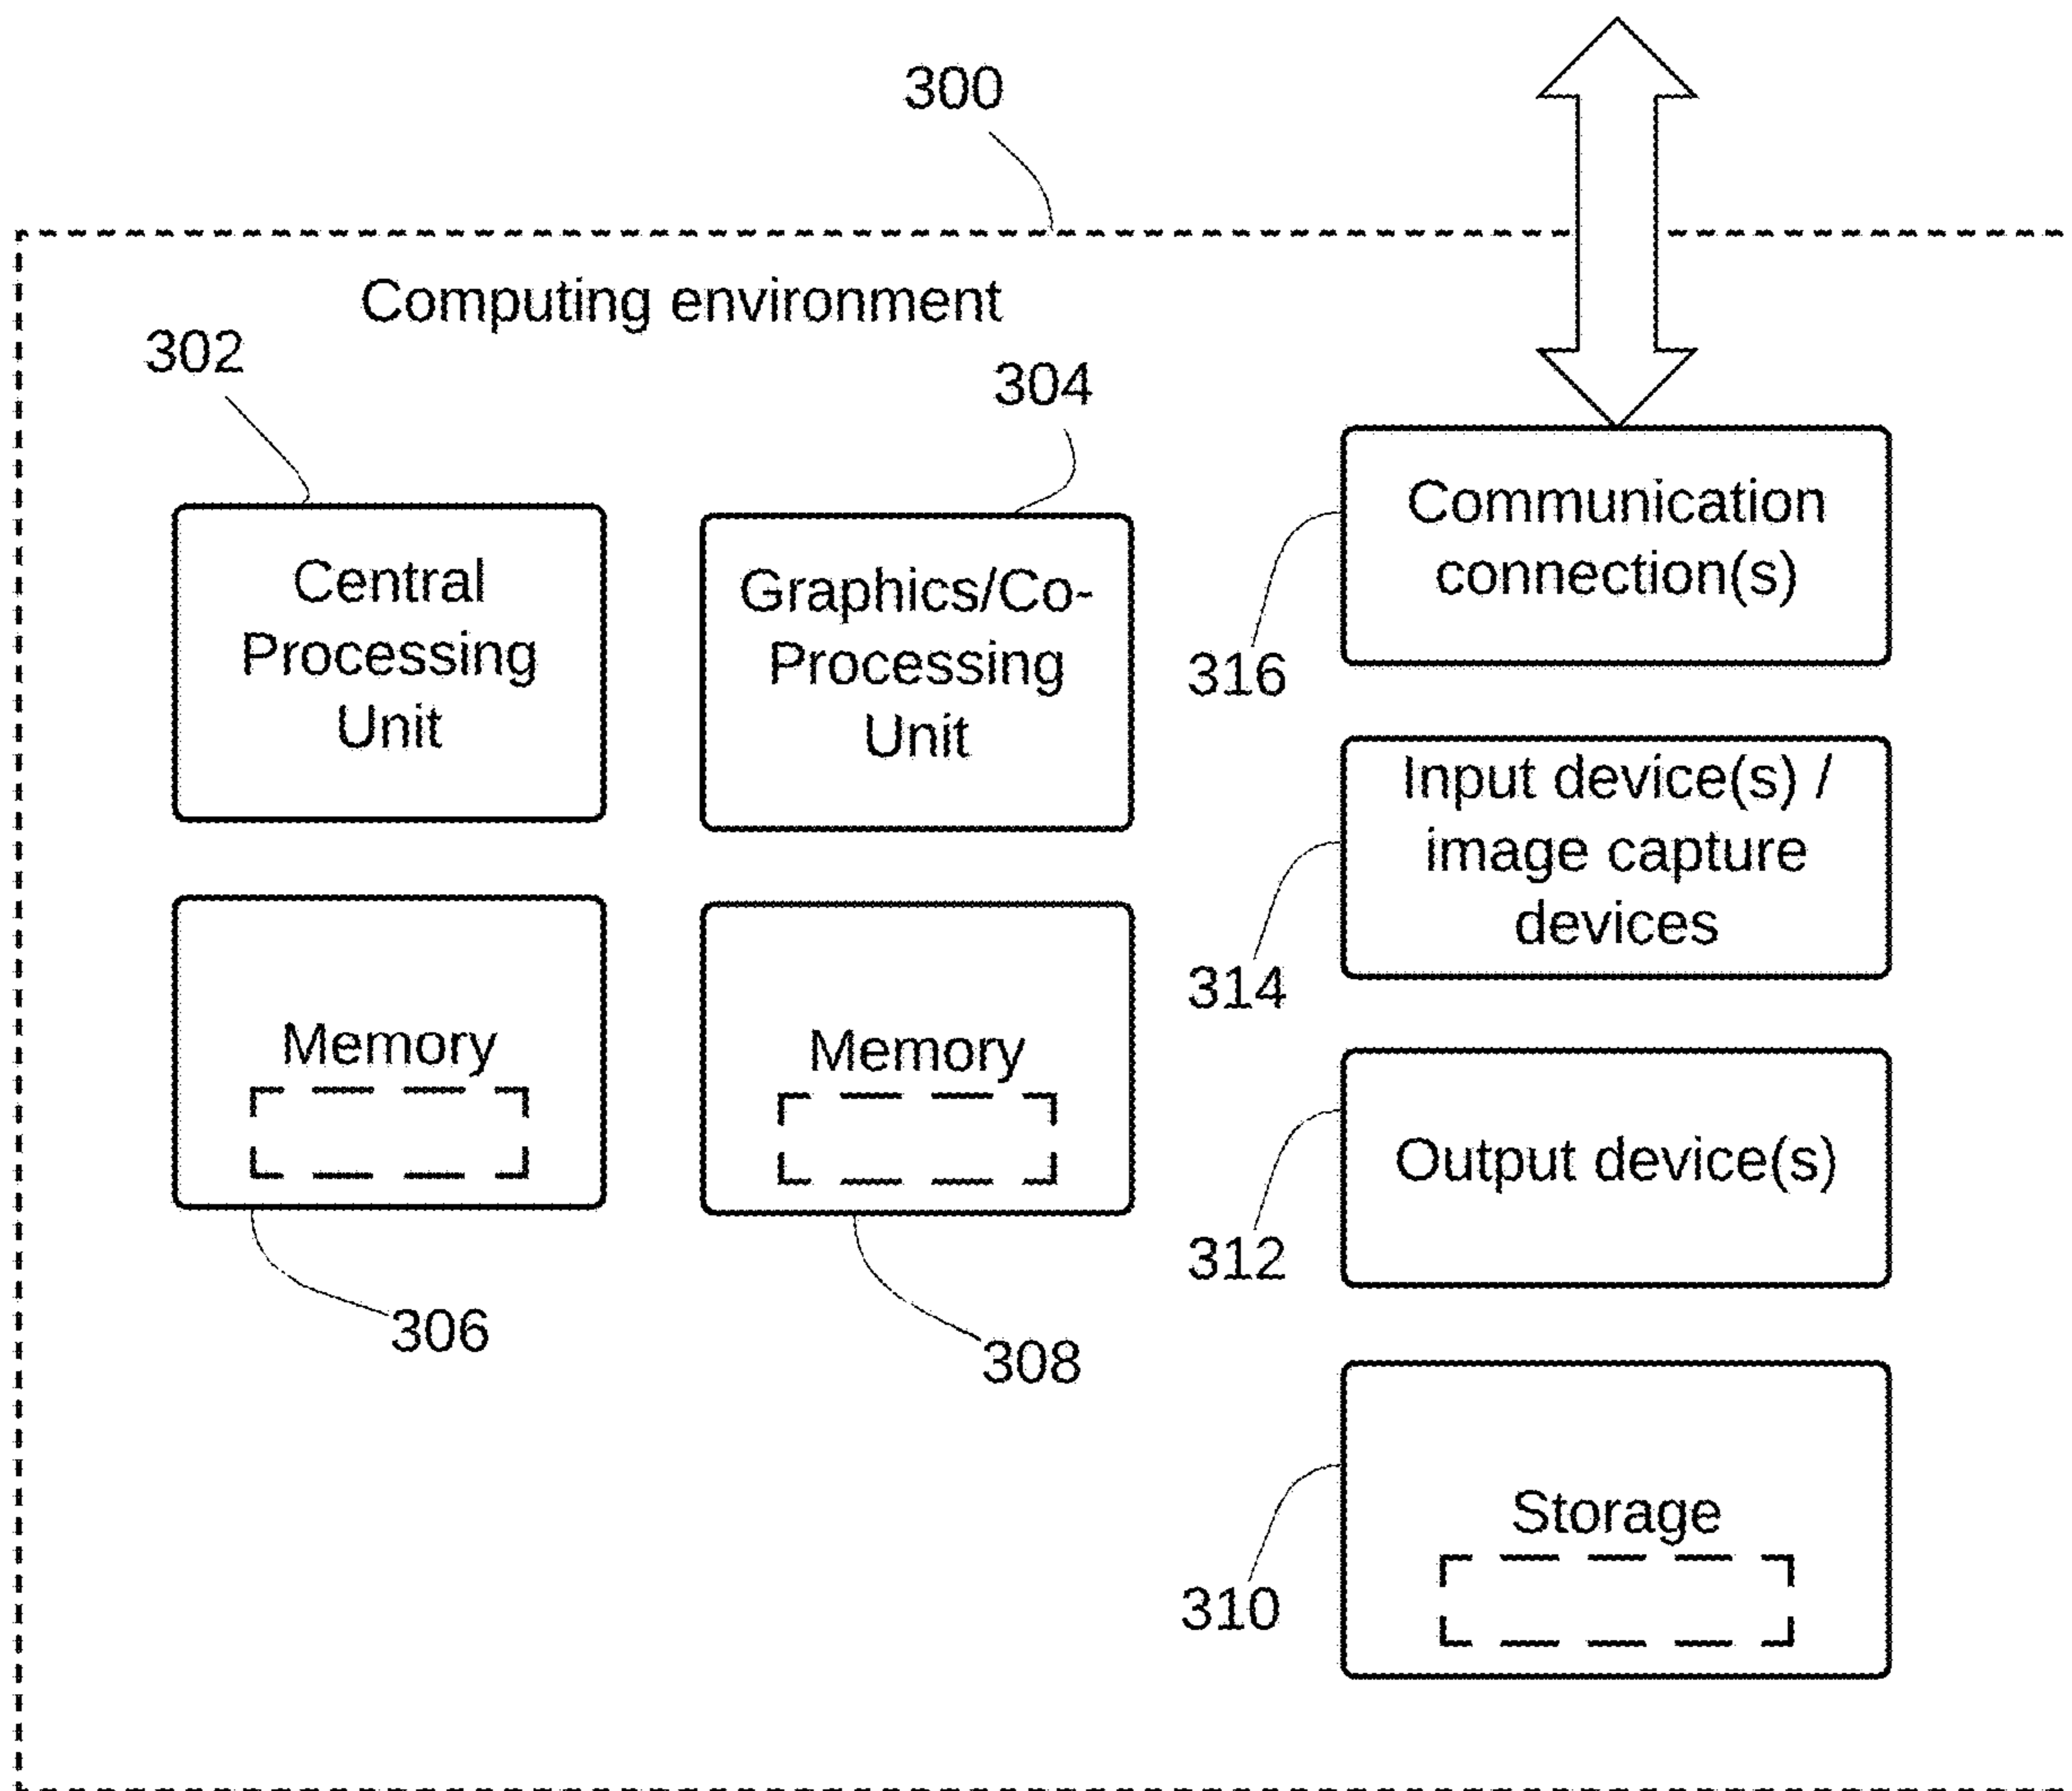 300
Computing environment
302
304
Central
Processing
Unit
Graphics/Co-
Processing
Unit
Communication
connection(s)
316
Input device(s) /
image capture
devices
314
Memory
Memory
Output device(s)
312
306
308
Storage
310